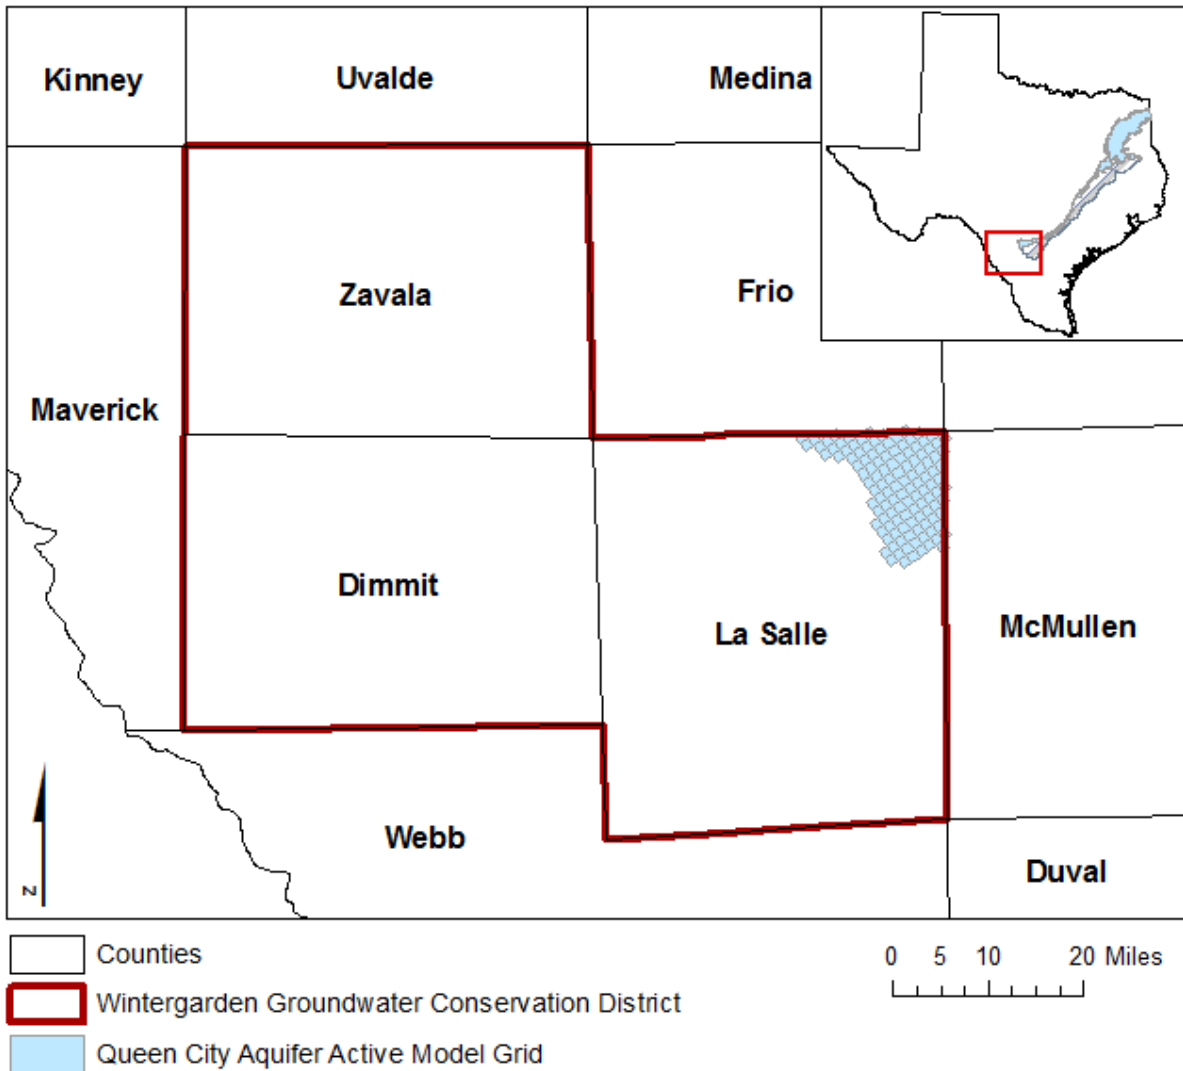 Kinney
Uvalde
Medina
Zavala
Frio
Maverick
Dimmit
La Salle
McMullen
Webb
Duval
N
Counties
Wintergarden Groundwater Conservation District
Queen City Aquifer Active Model Grid
0 5 10 20 Miles